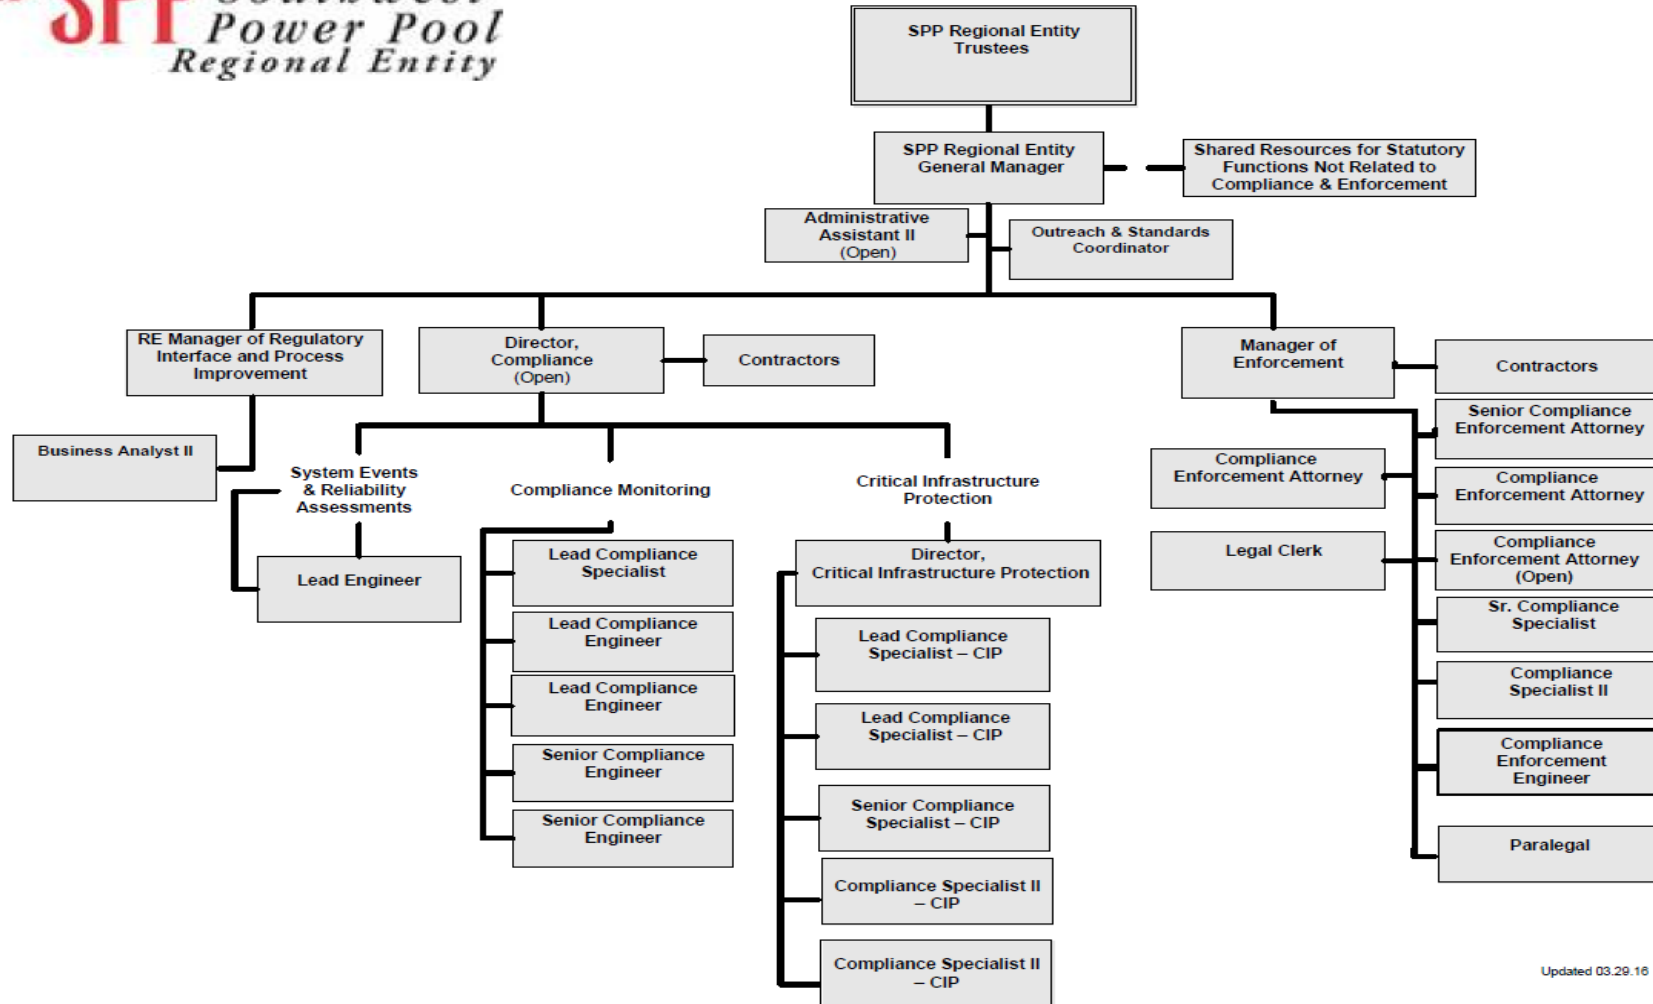 SPP Southwest
Power Pool
Regional Entity
SPP Regional Entity
Trustees
SPP Regional Entity
General Manager
Shared Resources for Statutory
Functions Not Related to
Compliance & Enforcement
Administrative
Assistant II
(Open)
Outreach & Standards
Coordinator
RE Manager of Regulatory
Interface and Process
Improvement
Director,
Compliance
(Open)
Contractors
Manager of
Enforcement
Contractors
Business Analyst II
System Events
& Reliability
Assessments
Lead Engineer
Compliance Monitoring
Lead Compliance
Specialist
Lead Compliance
Engineer
Lead Compliance
Engineer
Senior Compliance
Engineer
Senior Compliance
Engineer
Critical Infrastructure
Protection
Director,
Critical Infrastructure Protection
Lead Compliance
Specialist – CIP
Lead Compliance
Specialist – CIP
Senior Compliance
Specialist – CIP
Compliance Specialist II
– CIP
Compliance Specialist II
– CIP
Compliance
Enforcement Attorney
Legal Clerk
Senior Compliance
Enforcement Attorney
Compliance
Enforcement Attorney
Compliance
Enforcement Attorney
(Open)
Sr. Compliance
Specialist
Compliance
Specialist II
Compliance
Enforcement
Engineer
Paralegal
Updated 03.29.16